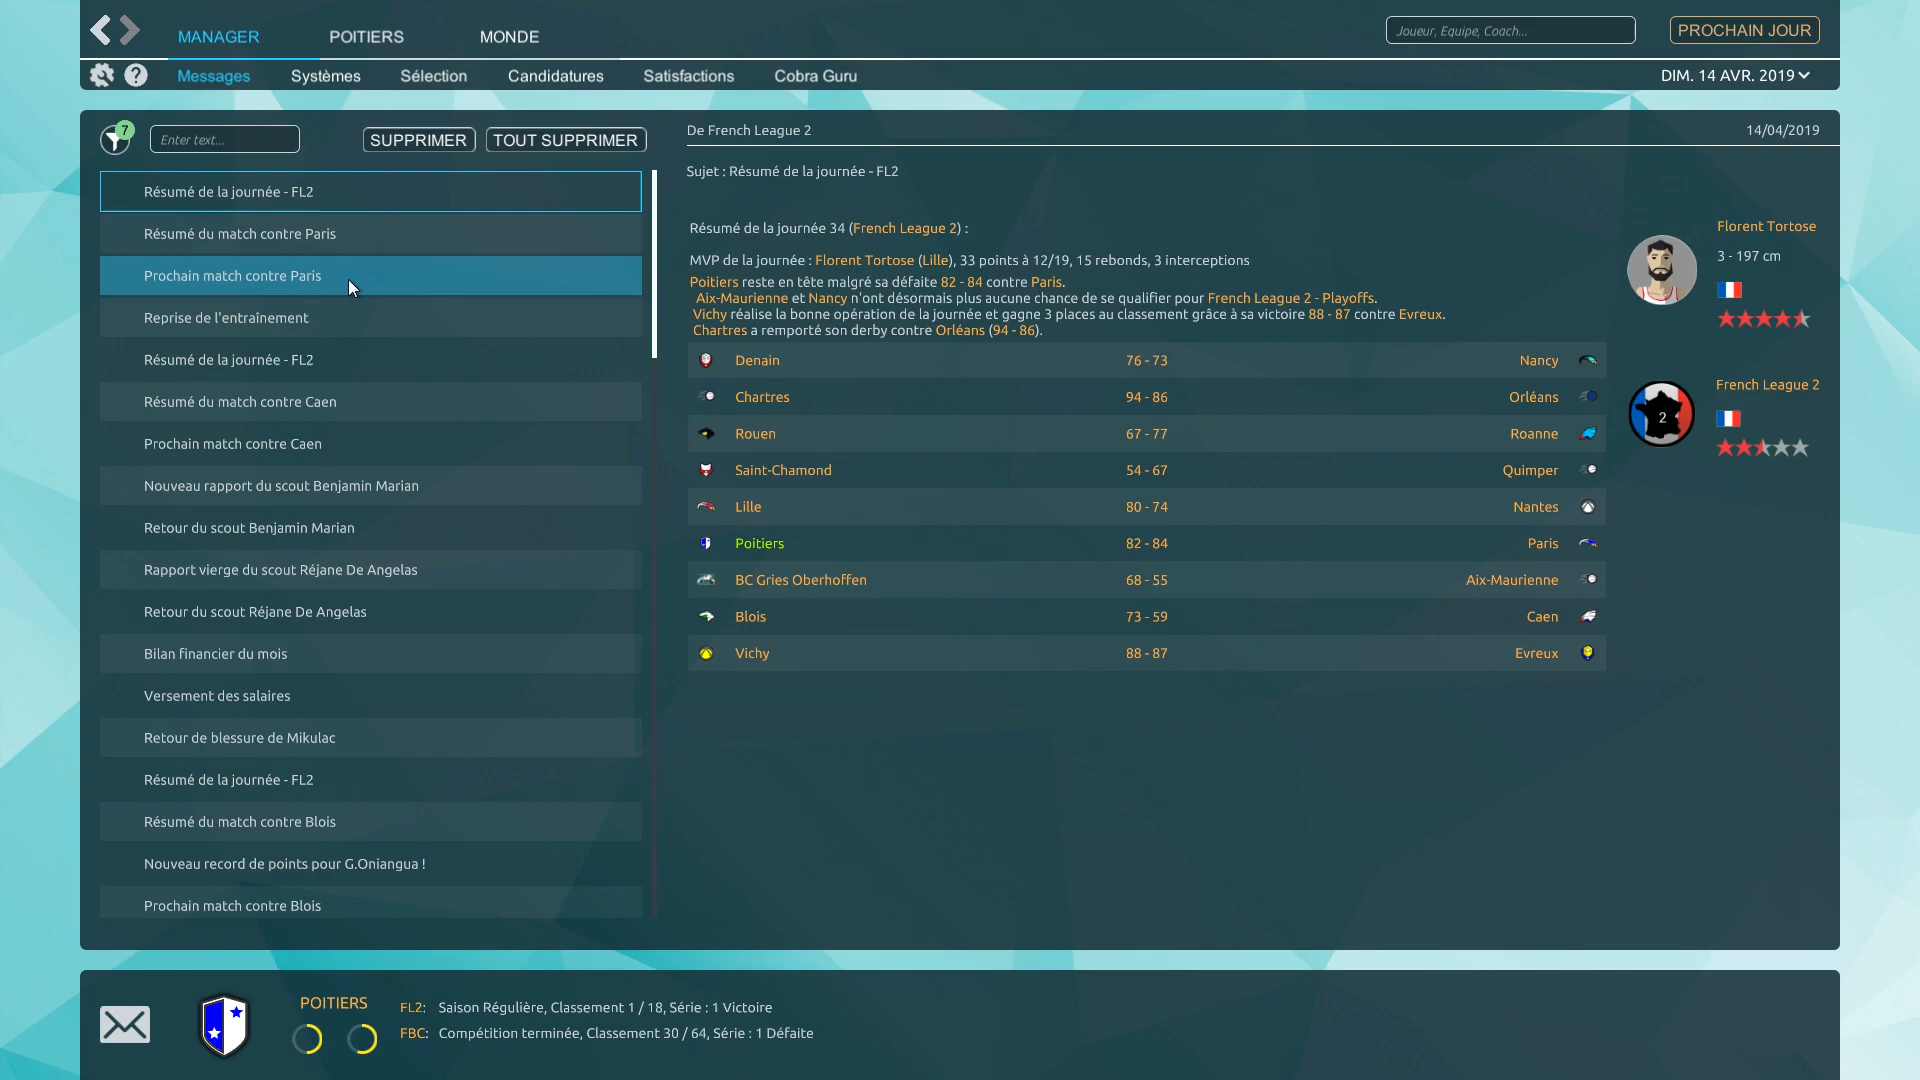 MANAGER POITIERS MONDE
Joueur, Equipe, Coach...
PROCHAIN JOUR
Messages Systèmes Sélection Candidatures Satisfactions Cobra Guru
DIM. 14 AVR. 2019
7
Enter text...
SUPPRIMER
TOUT SUPPRIMER
Résumé de la journée - FL2
Résumé du match contre Paris
Prochain match contre Paris
Reprise de l'entraînement
Résumé de la journée - FL2
Résumé du match contre Caen
Prochain match contre Caen
Nouveau rapport du scout Benjamin Marian
Retour du scout Benjamin Marian
Rapport vierge du scout Réjane De Angelas
Retour du scout Réjane De Angelas
Bilan financier du mois
Versement des salaires
Retour de blessure de Mikulac
Résumé de la journée - FL2
Résumé du match contre Blois
Nouveau record de points pour G.Oniangua !
Prochain match contre Blois
De French League 2
14/04/2019
Sujet : Résumé de la journée - FL2
Résumé de la journée 34 (French League 2) :
MVP de la journée : Florent Tortose (Lille), 33 points à 12/19, 15 rebonds, 3 interceptions
Poitiers reste en tête malgré sa défaite 82 - 84 contre Paris.
Aix-Maurienne et Nancy n'ont désormais plus aucune chance de se qualifier pour French League 2 - Playoffs.
Vichy réalise la bonne opération de la journée et gagne 3 places au classement grâce à sa victoire 88 - 87 contre Evreux.
Chartres a remporté son derby contre Orléans (94 - 86).
Denain 76 - 73 Nancy
Chartres 94 - 86 Orléans
Rouen 67 - 77 Roanne
Saint-Chamond 54 - 67 Quimper
Lille 80 - 74 Nantes
Poitiers 82 - 84 Paris
BC Gries Oberhoffen 68 - 55 Aix-Maurienne
Blois 73 - 59 Caen
Vichy 88 - 87 Evreux
Florent Tortose
3 - 197 cm
French League 2
2
POITIERS
FL2: Saison Régulière, Classement 1 / 18, Série : 1 Victoire
FBC: Compétition terminée, Classement 30 / 64, Série : 1 Défaite